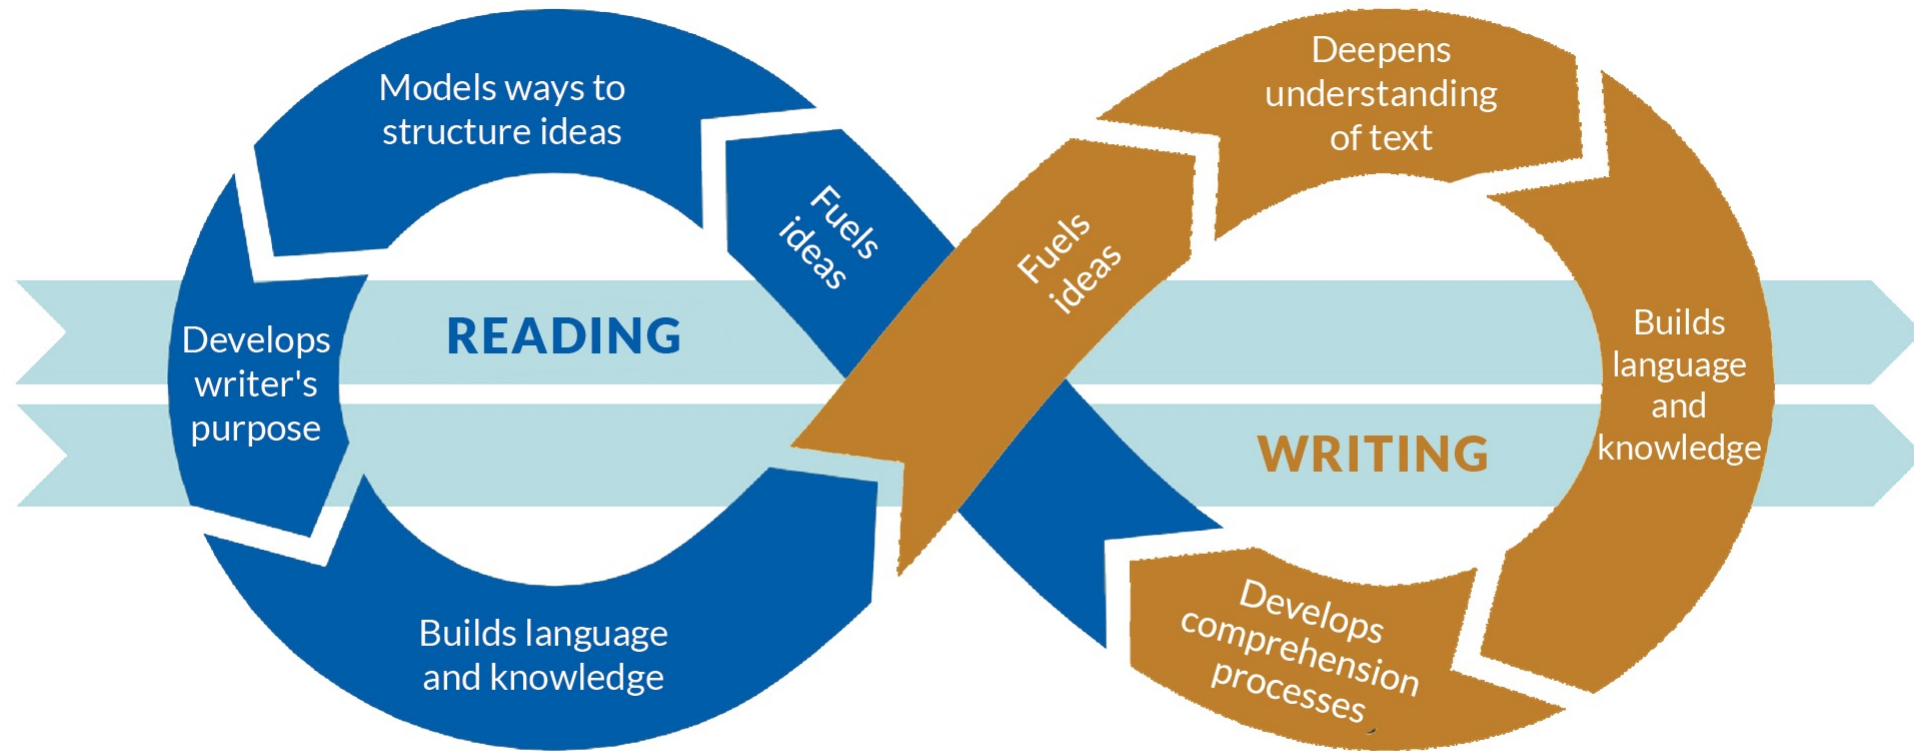 Models ways to
structure ideas
Fuels
ideas
READING
Develops
writer's
purpose
Builds language
and knowledge
Fuels
ideas
Deepens
understanding
of text
Builds
language
and
knowledge
WRITING
Develops
comprehension
processes